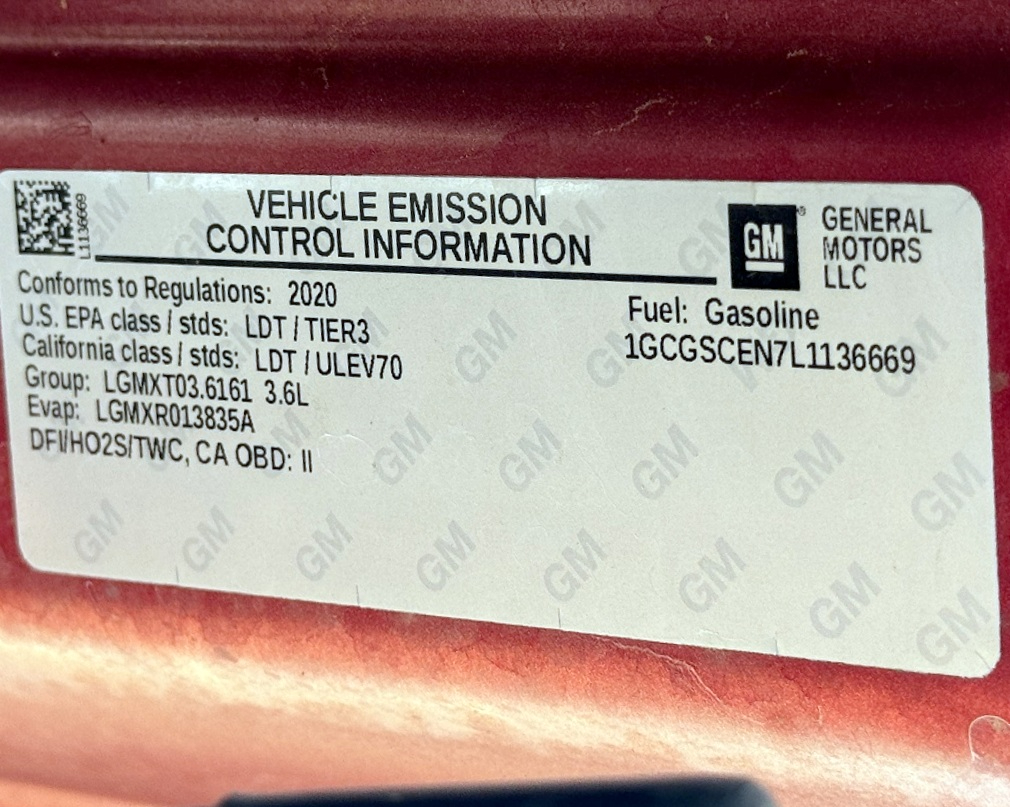 L1136669
VEHICLE EMISSION
CONTROL INFORMATION
GM
GENERAL
MOTORS
LLC
Conforms to Regulations: 2020
U.S. EPA class / stds: LDT / TIER3
California class / stds: LDT / ULEV70
Group: LGMXT03.6161 3.6L
Evap: LGMXR013835A
DFI/HO2S/TWC, CA OBD: II
Fuel: Gasoline
1GCGSCEN7L1136669